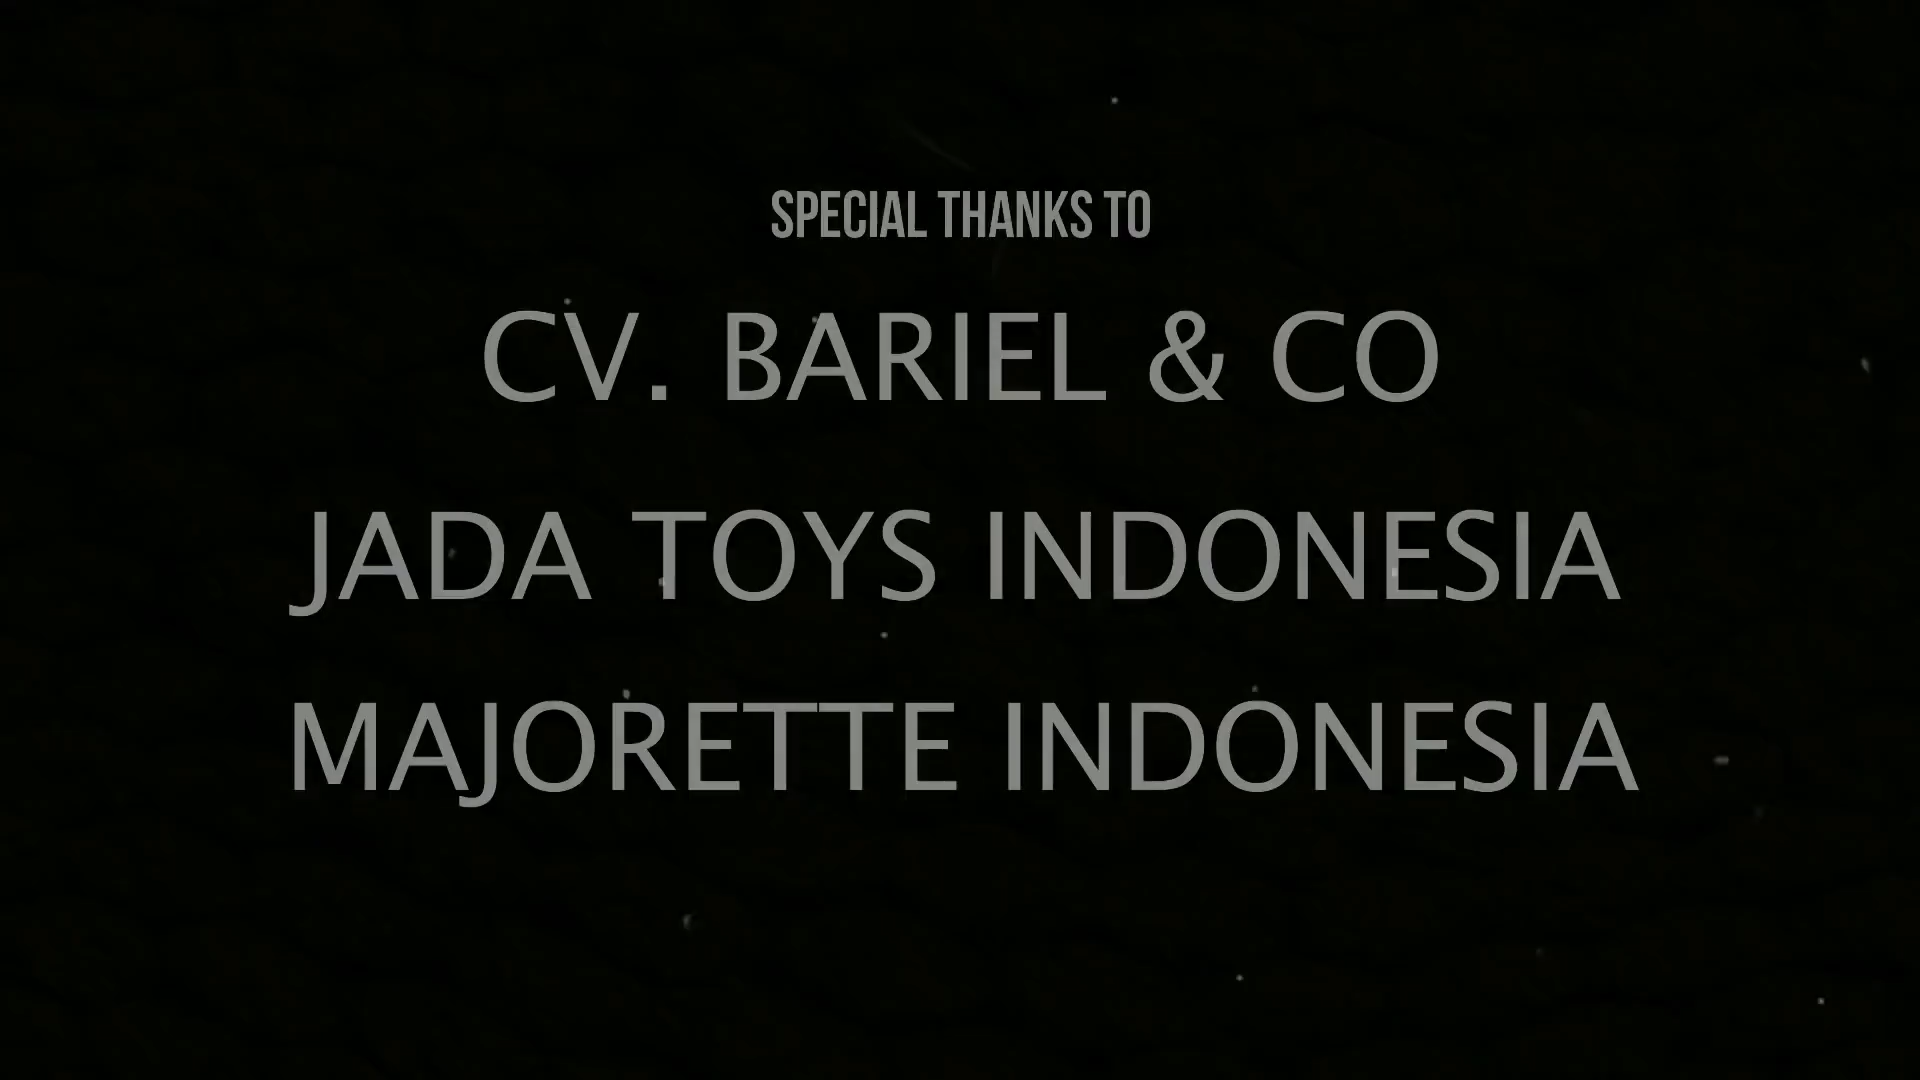 SPECIAL THANKS TO
CV. BARIEL & CO
JADA TOYS INDONESIA
MAJORETTE INDONESIA